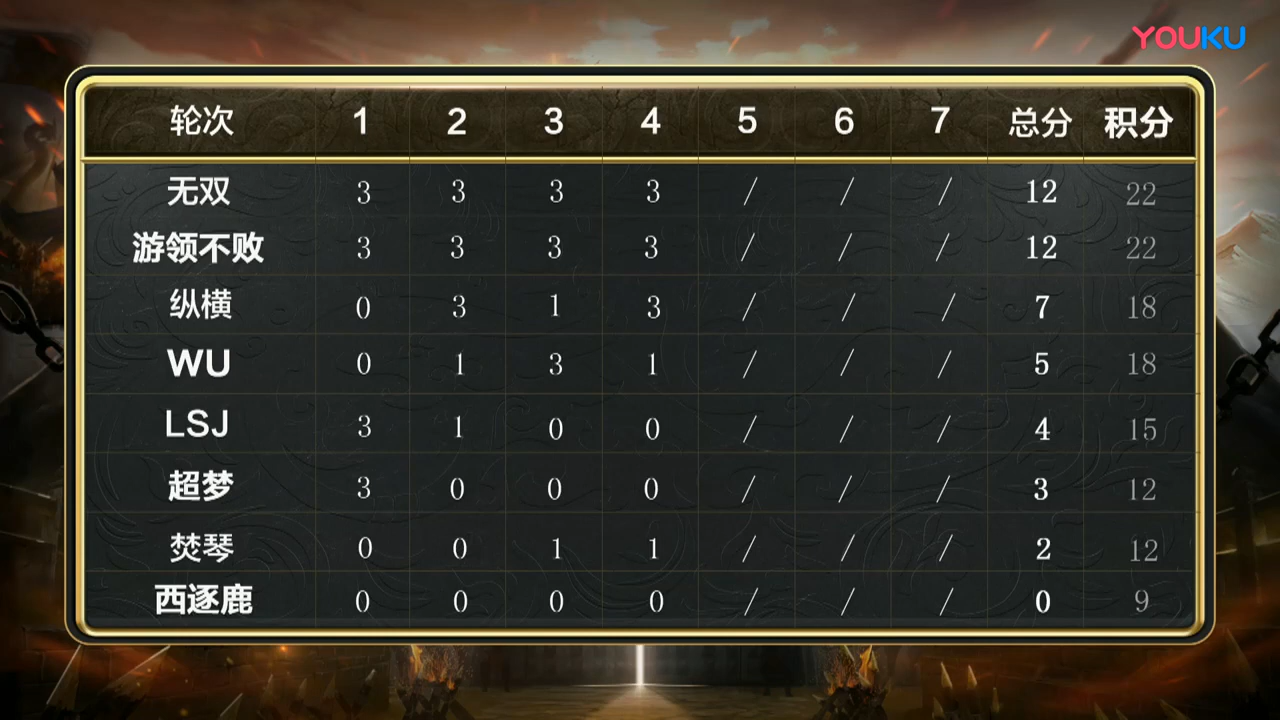 YOUKU
轮次 1 2 3 4 5 6 7 总分 积分
无双 3 3 3 3 / / / 12 22
游领不败 3 3 3 3 / / / 12 22
纵横 0 3 1 3 / / / 7 18
WU 0 1 3 1 / / / 5 18
LSJ 3 1 0 0 / / / 4 15
超梦 3 0 0 0 / / / 3 12
焚琴 0 0 1 1 / / / 2 12
西逐鹿 0 0 0 0 / / / 0 9